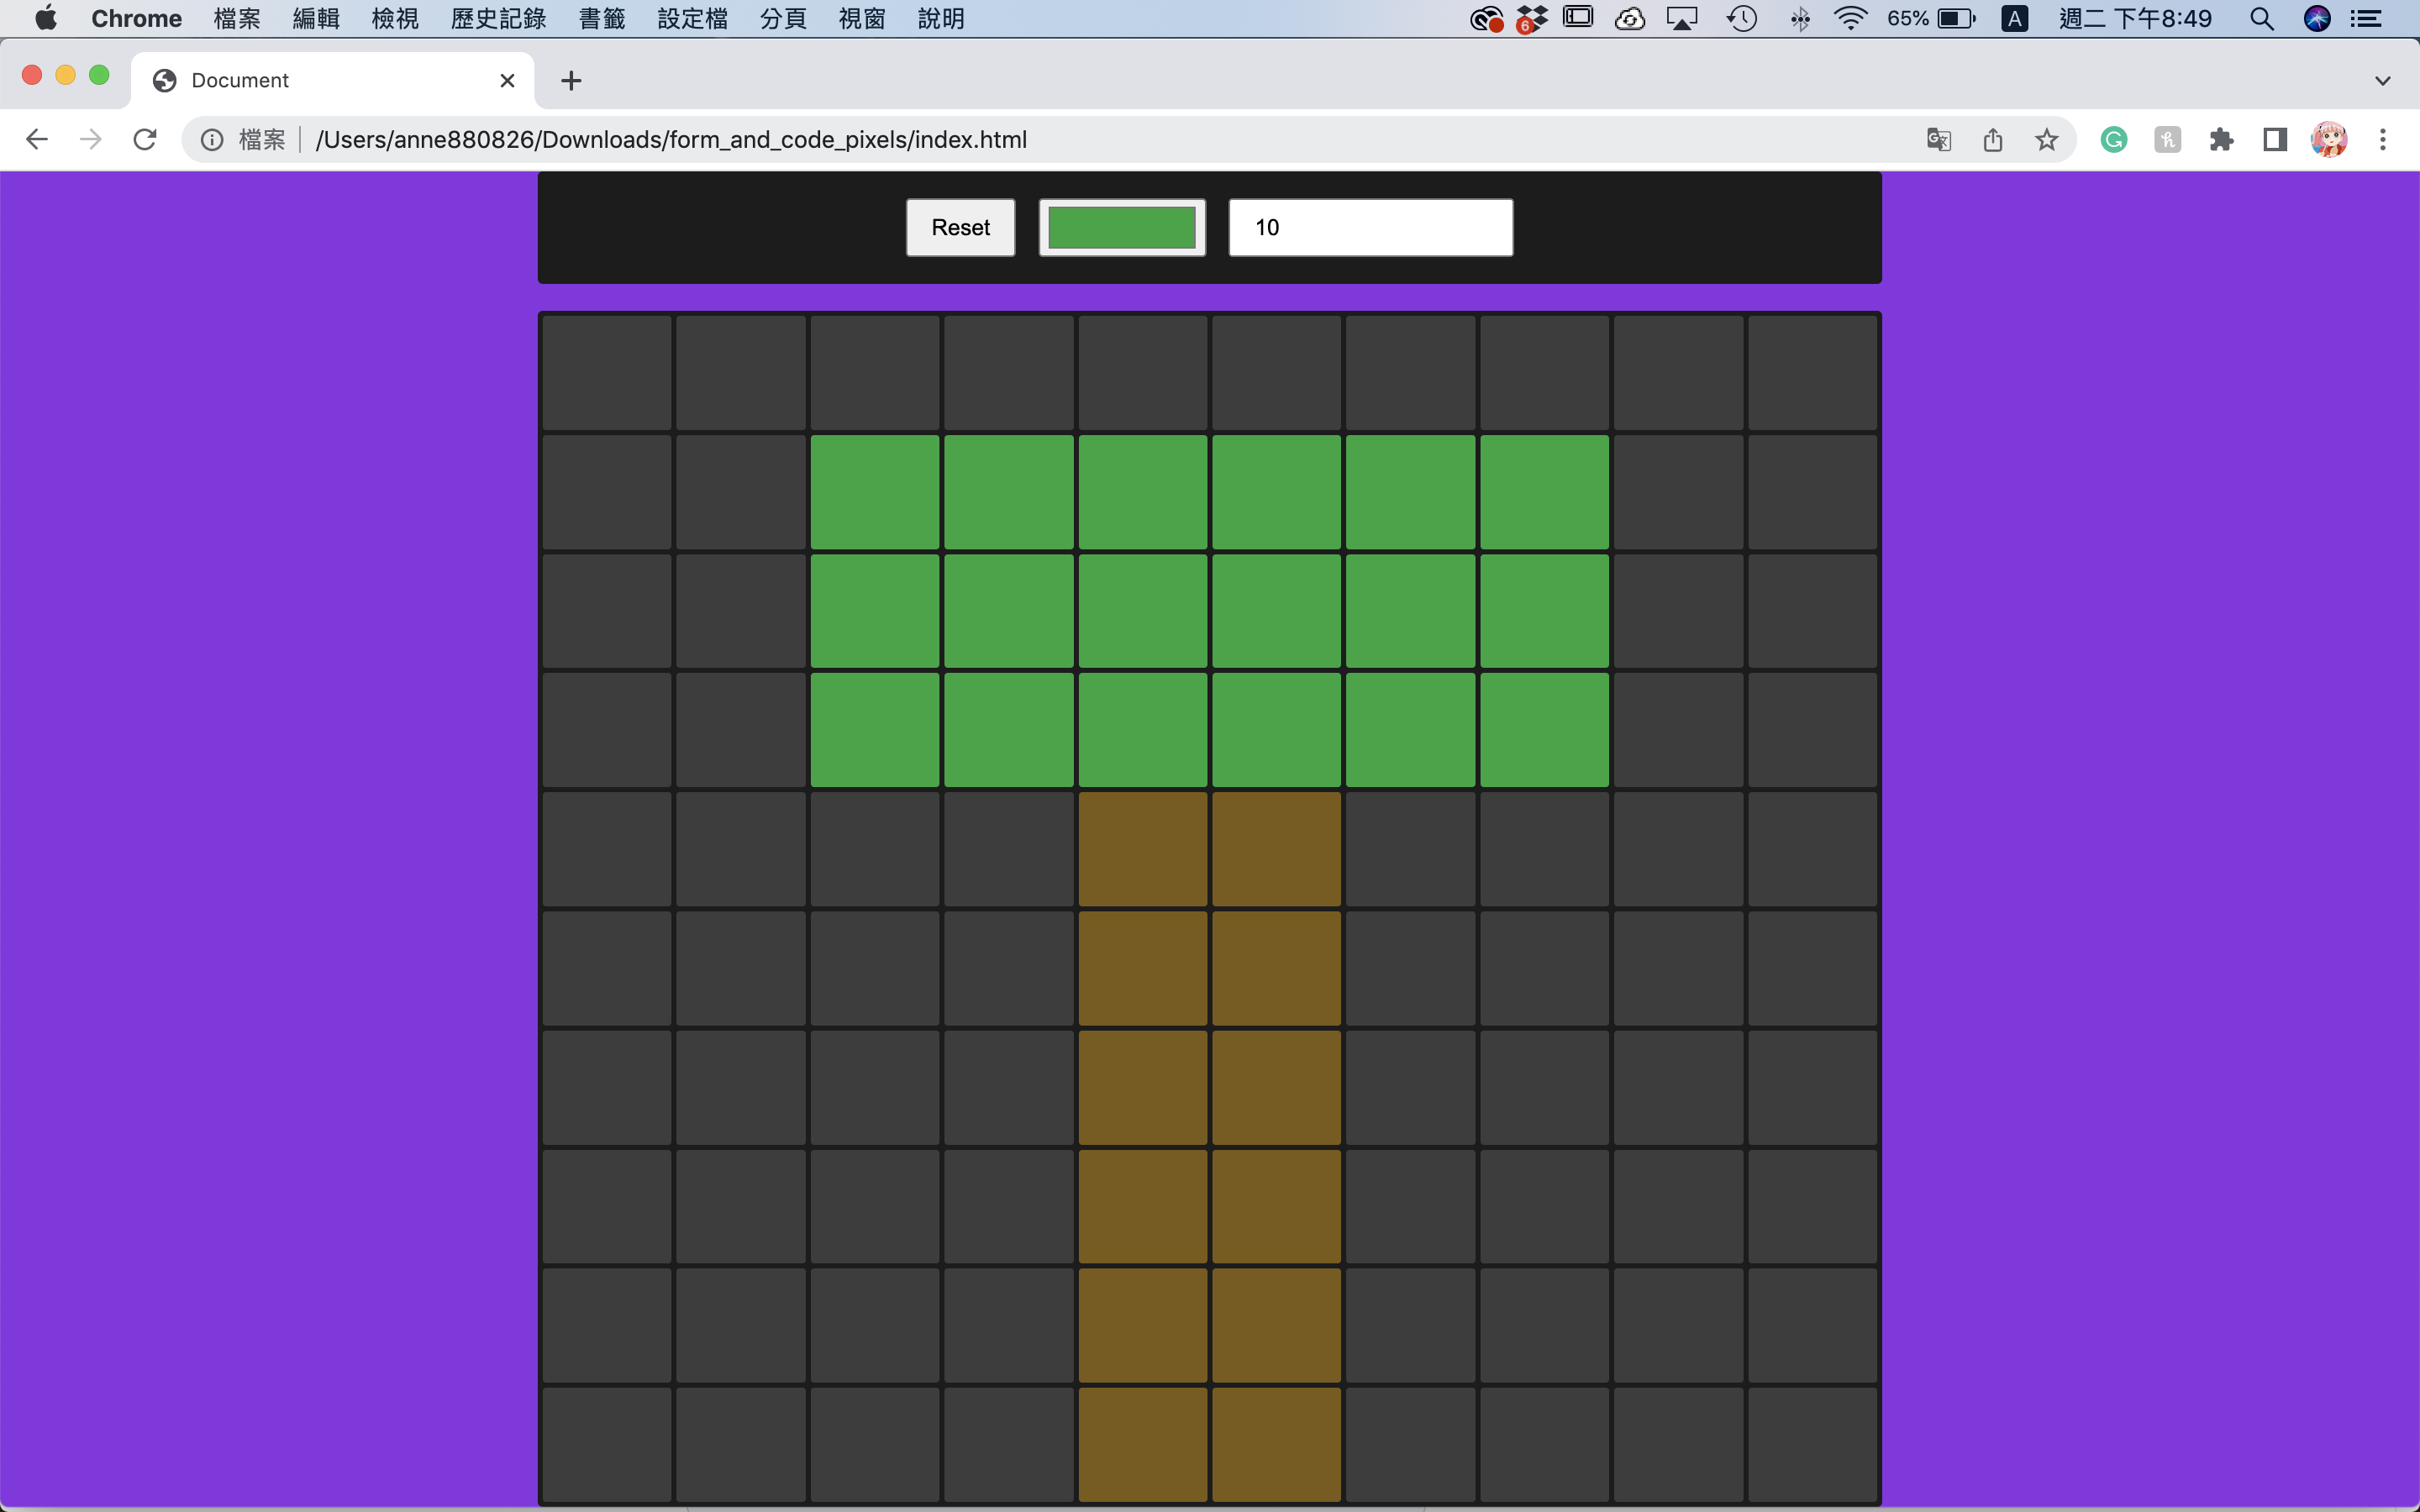 Chrome 檔案 編輯 檢視 歷史記錄 書籤 設定檔 分頁 視窗 說明 6 65% A 週二 下午8:49
Document
檔案 /Users/anne880826/Downloads/form_and_code_pixels/index.html
Reset 10